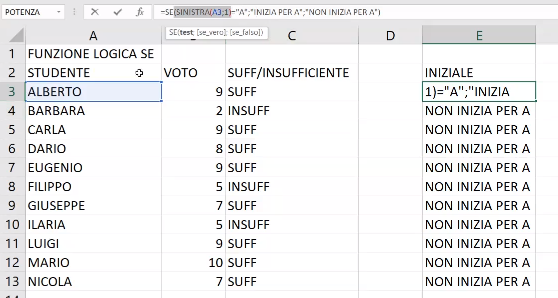 POTENZA =SE(SINISTRA(A3;1)="A";"INIZIA PER A";"NON INIZIA PER A")
SE(test; [se_vero]; [se_falso])
A C D E
1 FUNZIONE LOGICA SE
2 STUDENTE VOTO SUFF/INSUFFICIENTE INIZIALE
3 ALBERTO 9 SUFF 1)="A";"INIZIA
4 BARBARA 2 INSUFF NON INIZIA PER A
5 CARLA 9 SUFF NON INIZIA PER A
6 DARIO 8 SUFF NON INIZIA PER A
7 EUGENIO 9 SUFF NON INIZIA PER A
8 FILIPPO 5 INSUFF NON INIZIA PER A
9 GIUSEPPE 7 SUFF NON INIZIA PER A
10 ILARIA 5 INSUFF NON INIZIA PER A
11 LUIGI 9 SUFF NON INIZIA PER A
12 MARIO 10 SUFF NON INIZIA PER A
13 NICOLA 7 SUFF NON INIZIA PER A